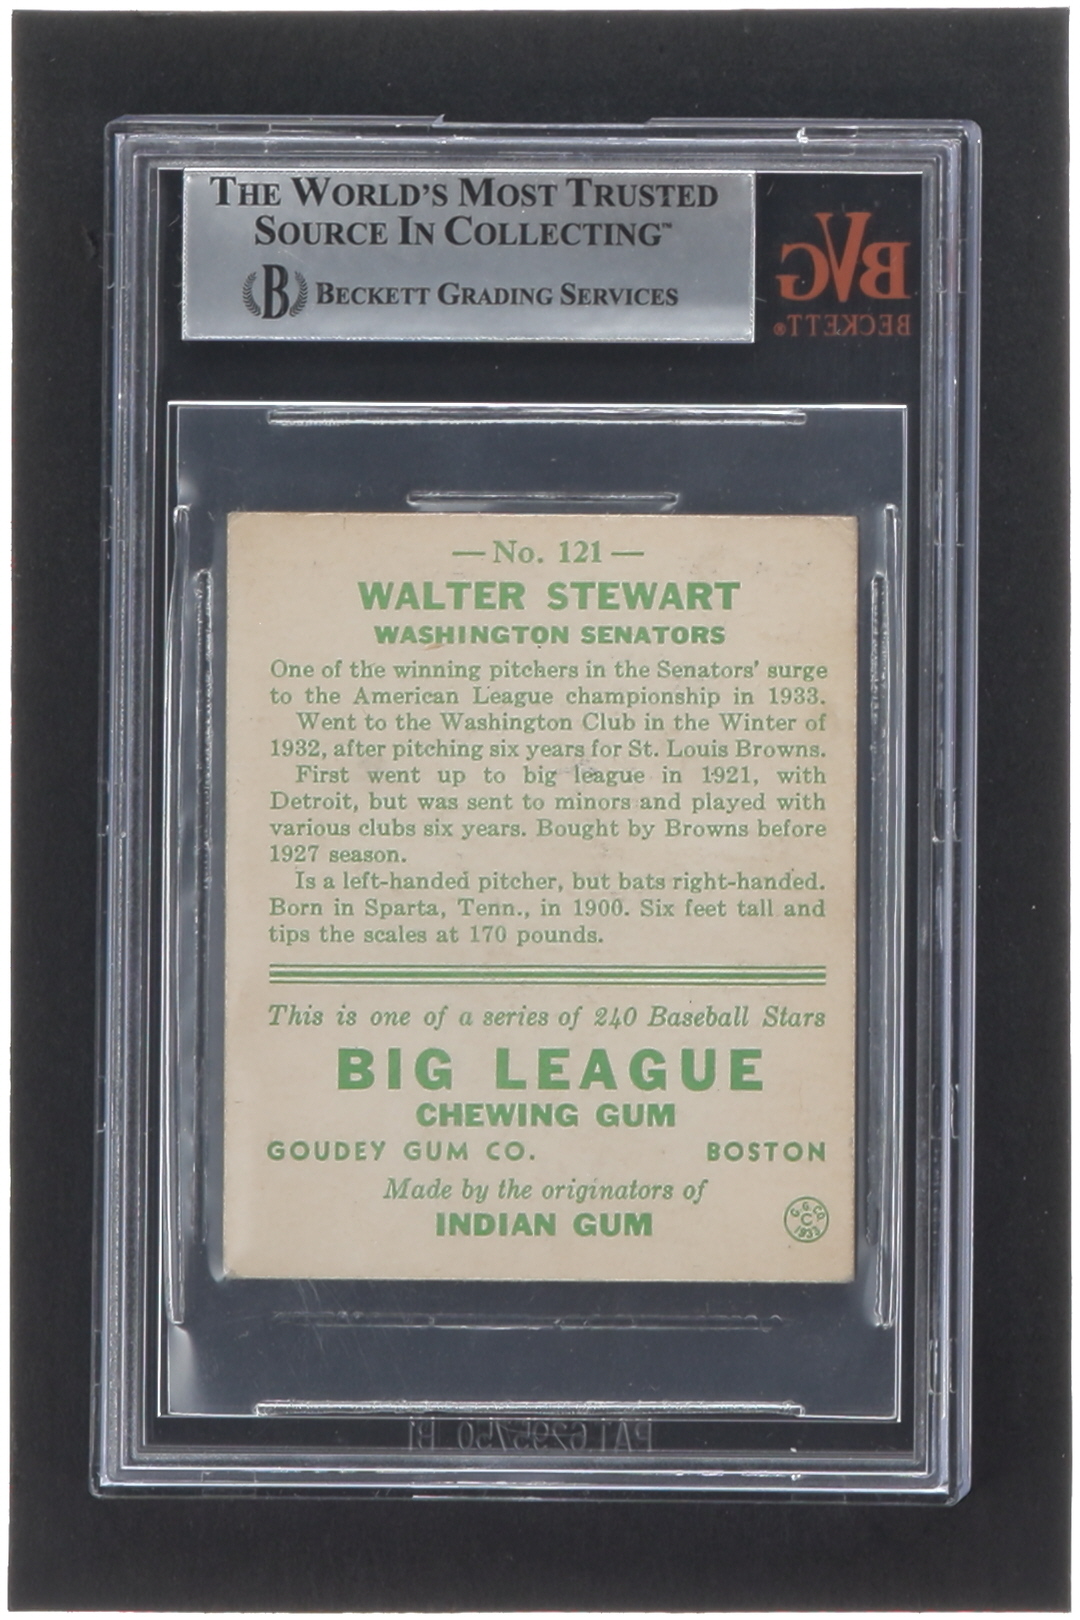 THE WORLD'S MOST TRUSTED
SOURCE IN COLLECTING™
B BECKETT GRADING SERVICES
BVG
BECKETT®
— No. 121 —
WALTER STEWART
WASHINGTON SENATORS
One of the winning pitchers in the Senators' surge
to the American League championship in 1933.
Went to the Washington Club in the Winter of
1932, after pitching six years for St. Louis Browns.
First went up to big league in 1921, with
Detroit, but was sent to minors and played with
various clubs six years. Bought by Browns before
1927 season.
Is a left-handed pitcher, but bats right-handed.
Born in Sparta, Tenn., in 1900. Six feet tall and
tips the scales at 170 pounds.
This is one of a series of 240 Baseball Stars
BIG LEAGUE
CHEWING GUM
GOUDEY GUM CO. BOSTON
Made by the originators of
INDIAN GUM
G. G. CO.
C
1933